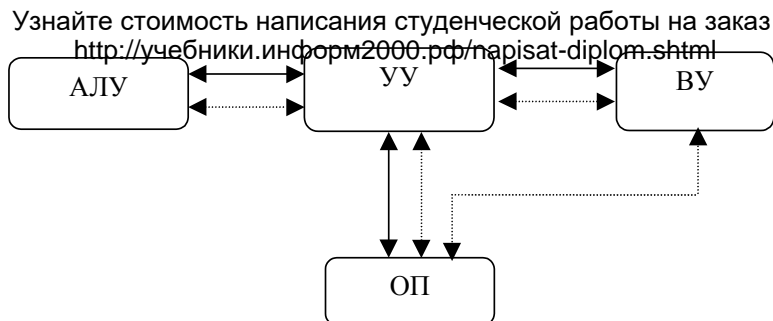 Узнайте стоимость написания студенческой работы на заказ
http://учебники.информ2000.рф/napisat-diplom.shtml
АЛУ
УУ
ВУ
ОП